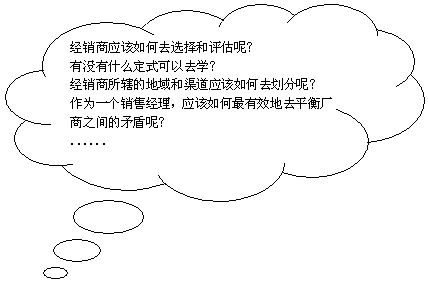 经销商应该如何去选择和评估呢?
有没有什么定式可以去学?
经销商所辖的地域和渠道应该如何去划分呢?
作为一个销售经理，应该如何最有效地去平衡厂
商之间的矛盾呢?
......